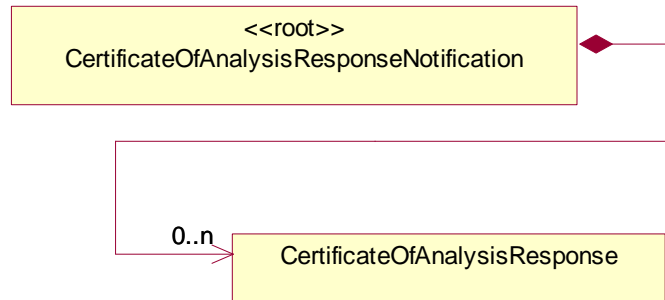 <<root>>
CertificateOfAnalysisResponseNotification
0..n
CertificateOfAnalysisResponse